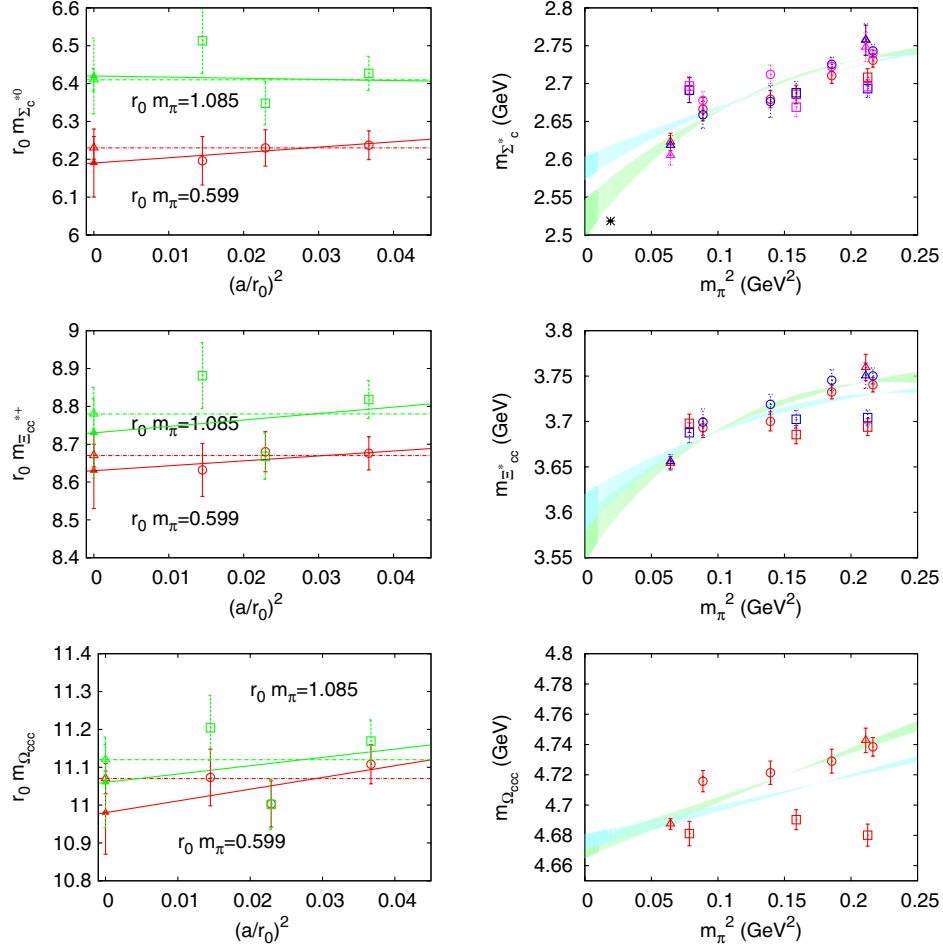 6.6
6.5
6.4
6.3
6.2
6.1
6
r0 mΣc*0
r0 mπ=1.085
r0 mπ=0.599
0 0.01 0.02 0.03 0.04
(a/r0)²
2.8
2.75
2.7
2.65
2.6
2.55
2.5
mΣ*c (GeV)
0 0.05 0.1 0.15 0.2 0.25
mπ² (GeV²)
9
8.9
8.8
8.7
8.6
8.5
8.4
r0 mΞcc*+
r0 mπ=1.085
r0 mπ=0.599
0 0.01 0.02 0.03 0.04
(a/r0)²
3.8
3.75
3.7
3.65
3.6
3.55
mΞ*cc (GeV)
0 0.05 0.1 0.15 0.2 0.25
mπ² (GeV²)
11.4
11.3
11.2
11.1
11
10.9
10.8
r0 mΩccc
r0 mπ=1.085
r0 mπ=0.599
0 0.01 0.02 0.03 0.04
(a/r0)²
4.8
4.78
4.76
4.74
4.72
4.7
4.68
4.66
mΩccc (GeV)
0 0.05 0.1 0.15 0.2 0.25
mπ² (GeV²)